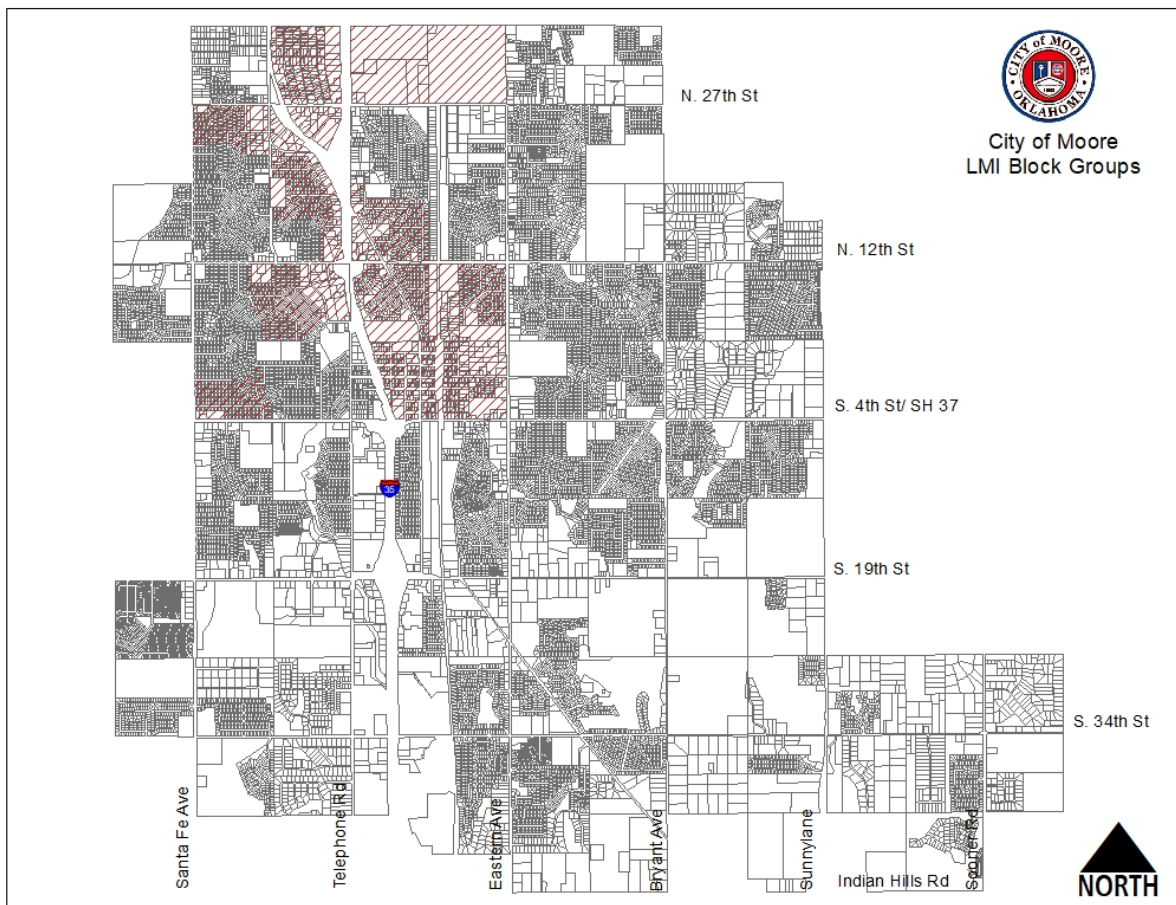 CITY of MOORE
OKLAHOMA
City of Moore
LMI Block Groups
N. 27th St
N. 12th St
S. 4th St/ SH 37
35
S. 19th St
S. 34th St
Santa Fe Ave
Telephone Rd
Eastern Ave
Bryant Ave
Sunnylane
Indian Hills Rd
Sooner Rd
NORTH